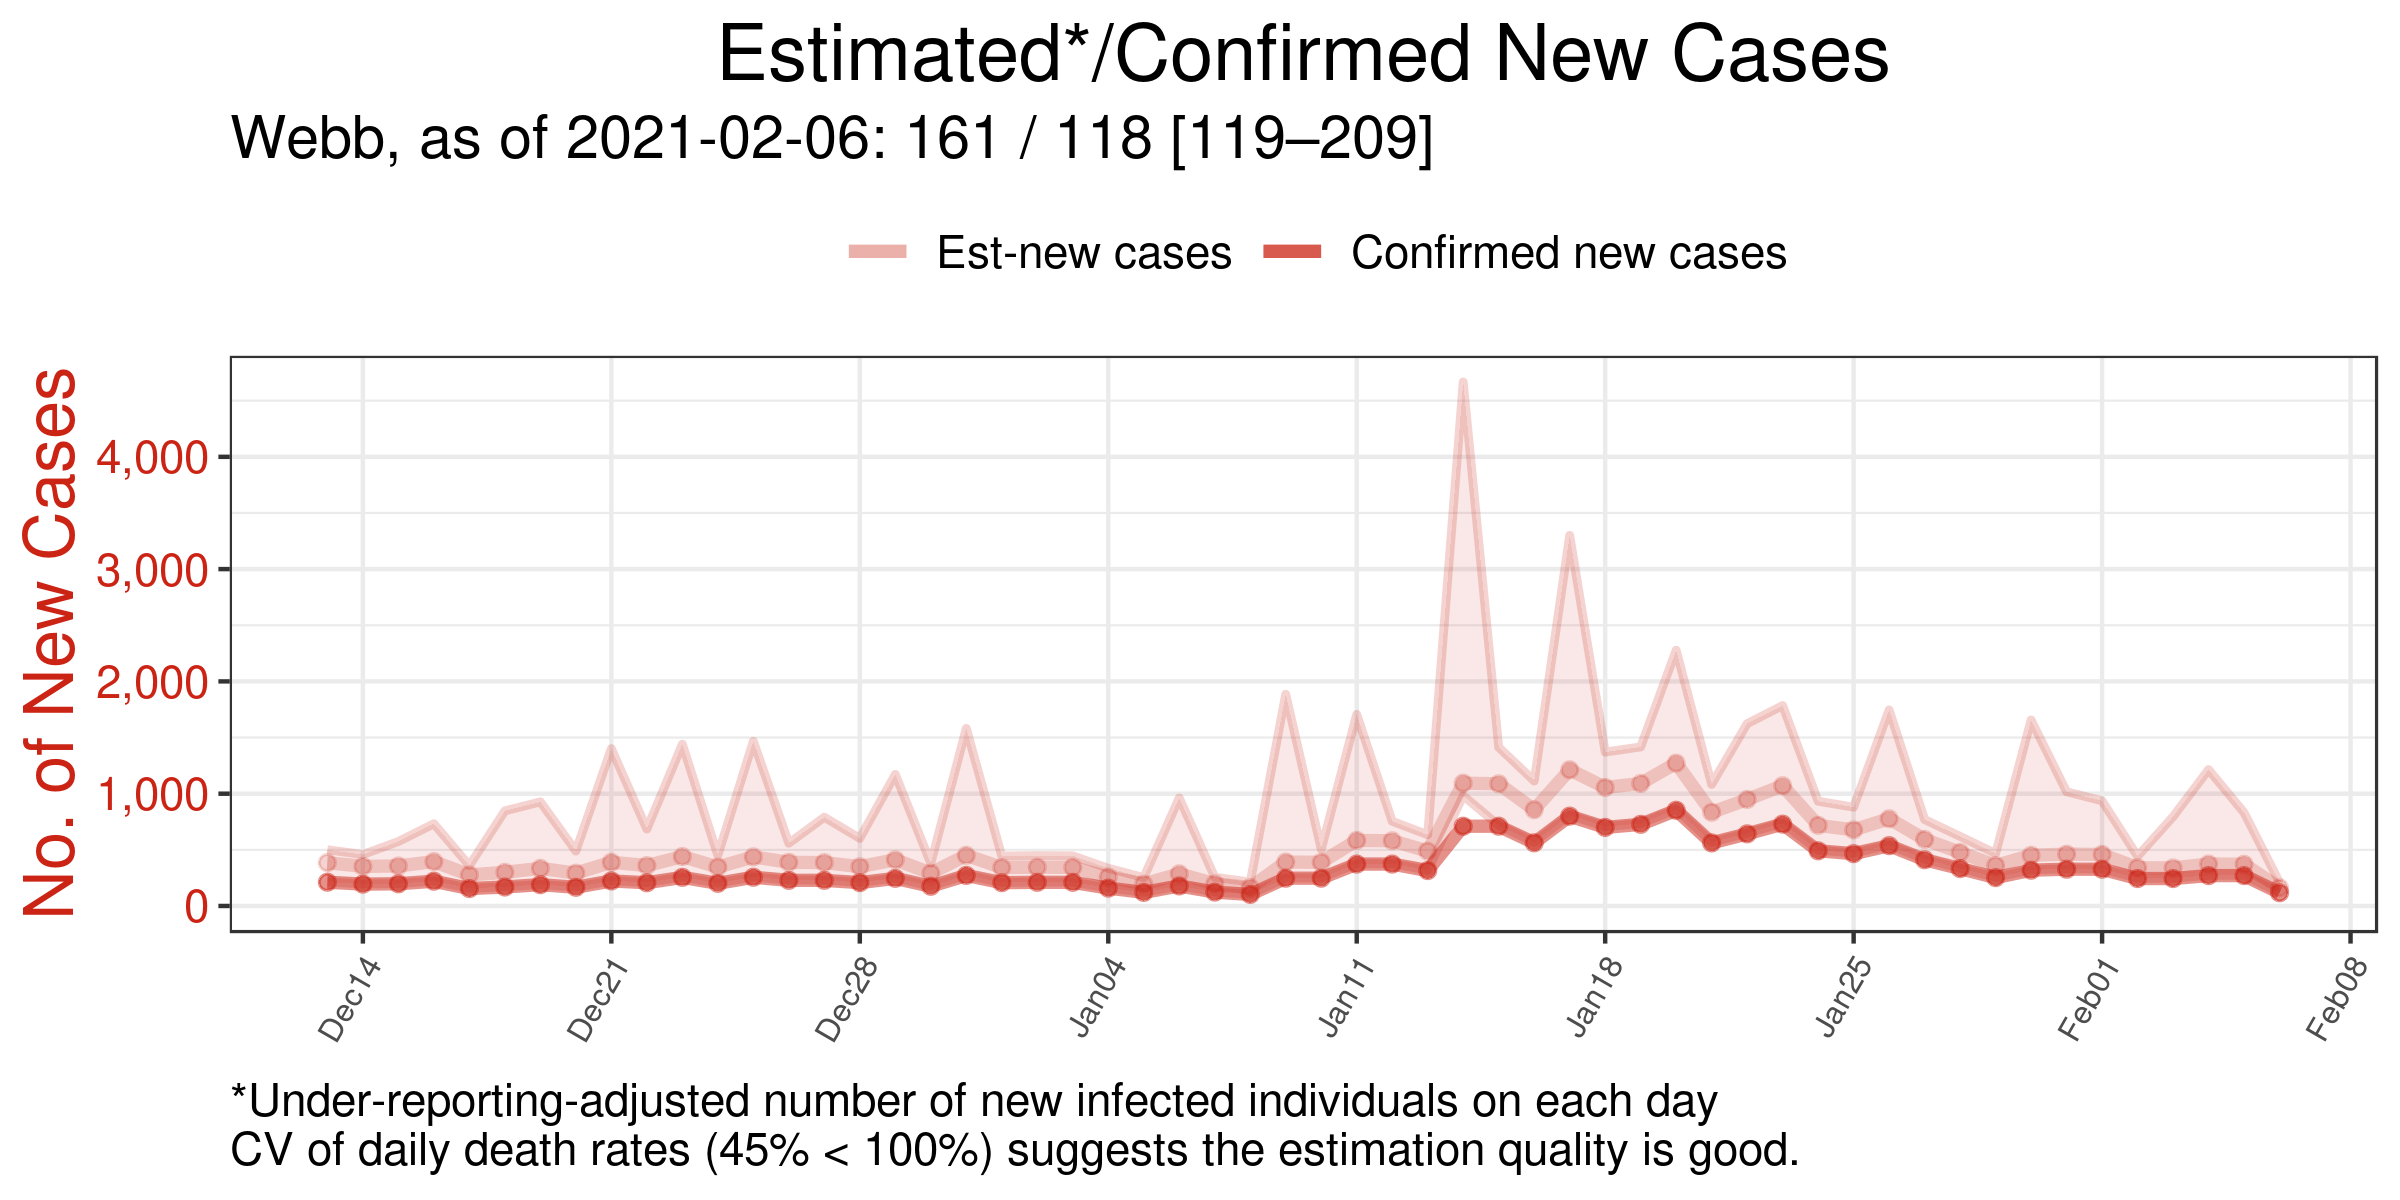 Estimated*/Confirmed New Cases
Webb, as of 2021-02-06: 161 / 118 [119–209]
Est-new cases Confirmed new cases
No. of New Cases
4,000
3,000
2,000
1,000
0
Dec14 Dec21 Dec28 Jan04 Jan11 Jan18 Jan25 Feb01 Feb08
*Under-reporting-adjusted number of new infected individuals on each day
CV of daily death rates (45% < 100%) suggests the estimation quality is good.